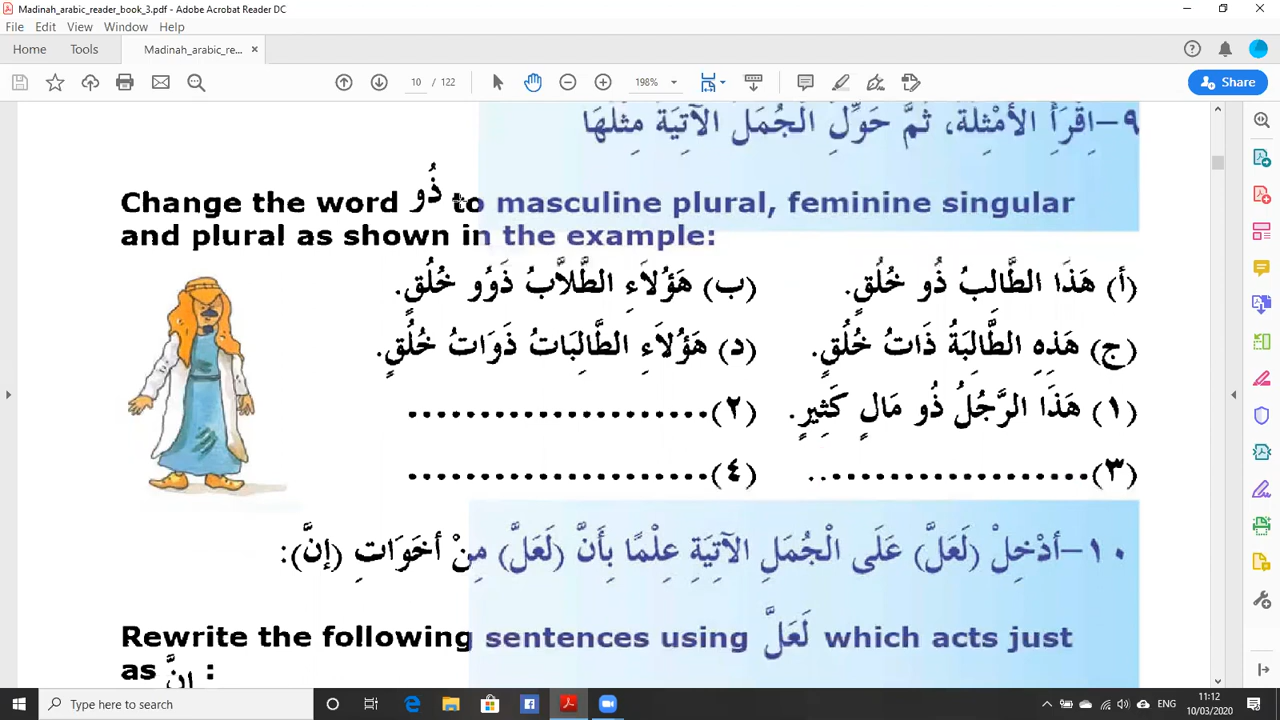 Madinah_arabic_reader_book_3.pdf - Adobe Acrobat Reader DC
File Edit View Window Help
Home Tools Madinah_arabic_re... ×
10 / 122 198% Share
٩-اِقْرَأِ الأَمْثِلَةَ، ثُمَّ حَوِّلِ الْجُمَلَ الآتِيَةَ مِثْلَهَا
Change the word ذُو to masculine plural, feminine singular
and plural as shown in the example:
(أ) هَذَا الطَّالِبُ ذُو خُلُقٍ. (ب) هَؤُلَاءِ الطُّلَّابُ ذَوُو خُلُقٍ.
(ج) هَذِهِ الطَّالِبَةُ ذَاتُ خُلُقٍ. (د) هَؤُلَاءِ الطَّالِبَاتُ ذَوَاتُ خُلُقٍ.
(١) هَذَا الرَّجُلُ ذُو مَالٍ كَثِيرٍ. (٢).....................
(٣)..................... (٤).....................
١٠-أَدْخِلْ (لَعَلَّ) عَلَى الْجُمَلِ الآتِيَةِ عِلْمًا بِأَنَّ (لَعَلَّ) مِنْ أَخَوَاتِ (إِنَّ):
Rewrite the following sentences using لَعَلَّ which acts just
as إِنَّ :
Type here to search
ENG
11:12
10/03/2020